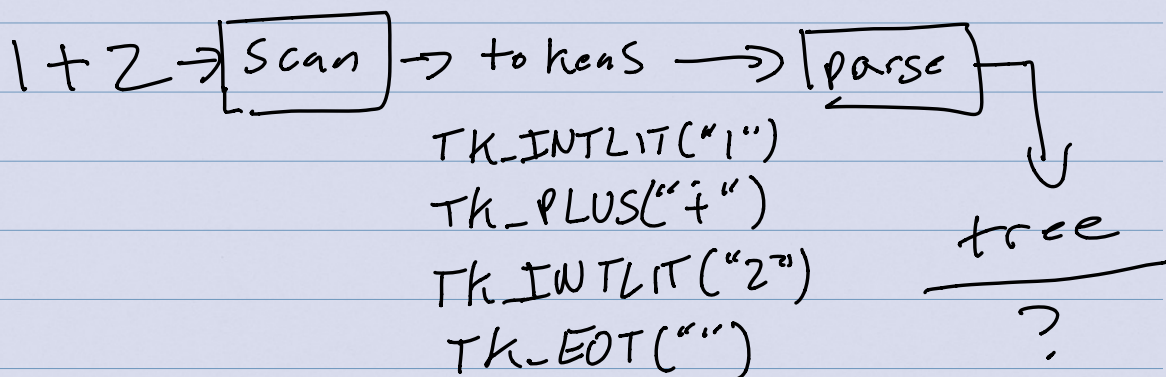 1+2 → scan → tokens → parse
TK_INTLIT("1")
TK_PLUS("+")
TK_INTLIT("2")
TK_EOT("")
tree
?